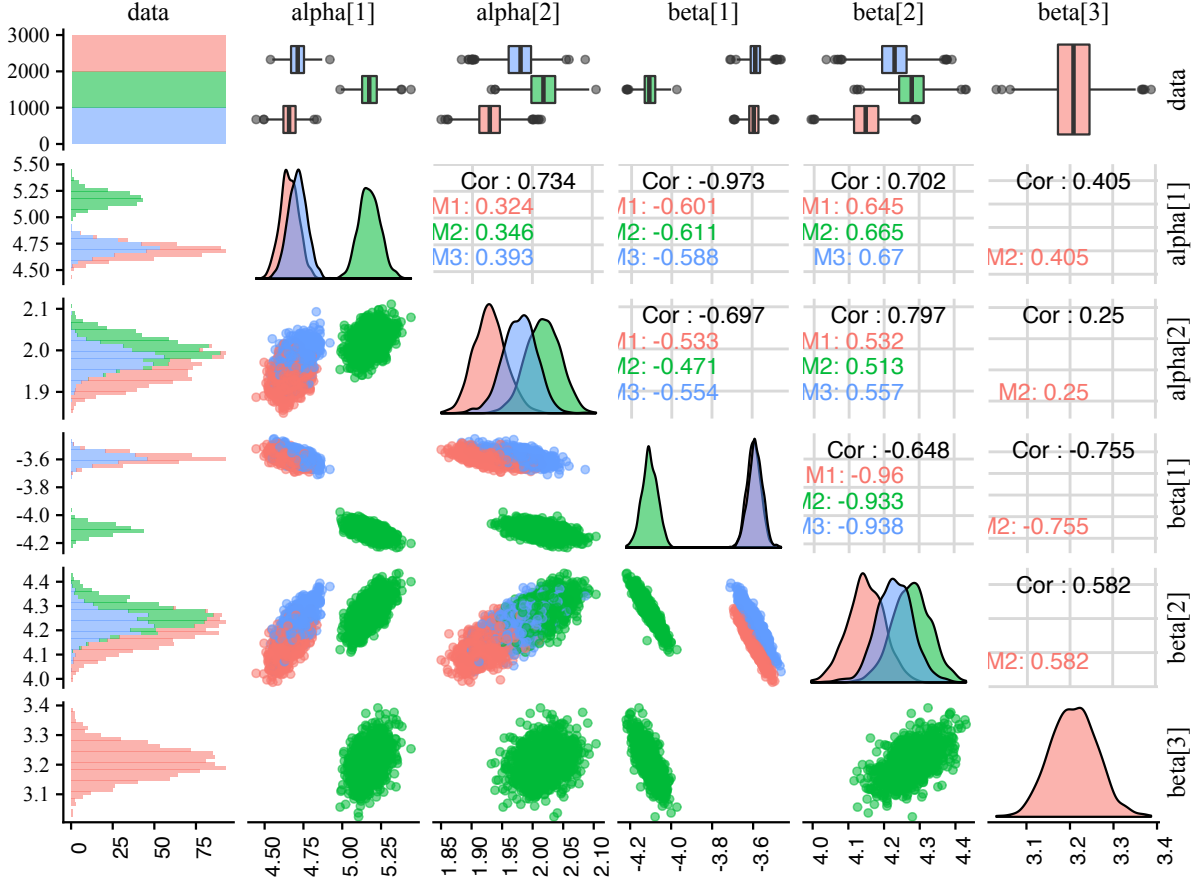 data alpha[1] alpha[2] beta[1] beta[2] beta[3]
3000
2000
1000
0
data
5.50
5.25
5.00
4.75
4.50
Cor : 0.734
M1: 0.324
M2: 0.346
M3: 0.393
Cor : -0.973
M1: -0.601
M2: -0.611
M3: -0.588
Cor : 0.702
M1: 0.645
M2: 0.665
M3: 0.67
Cor : 0.405
M2: 0.405
alpha[1]
2.1
2.0
1.9
Cor : -0.697
M1: -0.533
M2: -0.471
M3: -0.554
Cor : 0.797
M1: 0.532
M2: 0.513
M3: 0.557
Cor : 0.25
M2: 0.25
alpha[2]
-3.6
-3.8
-4.0
-4.2
Cor : -0.648
M1: -0.96
M2: -0.933
M3: -0.938
Cor : -0.755
M2: -0.755
beta[1]
4.4
4.3
4.2
4.1
4.0
Cor : 0.582
M2: 0.582
beta[2]
3.4
3.3
3.2
3.1
beta[3]
0 25 50 75 4.50 4.75 5.00 5.25 1.85 1.90 1.95 2.00 2.05 2.10 -4.2 -4.0 -3.8 -3.6 4.0 4.1 4.2 4.3 4.4 3.1 3.2 3.3 3.4